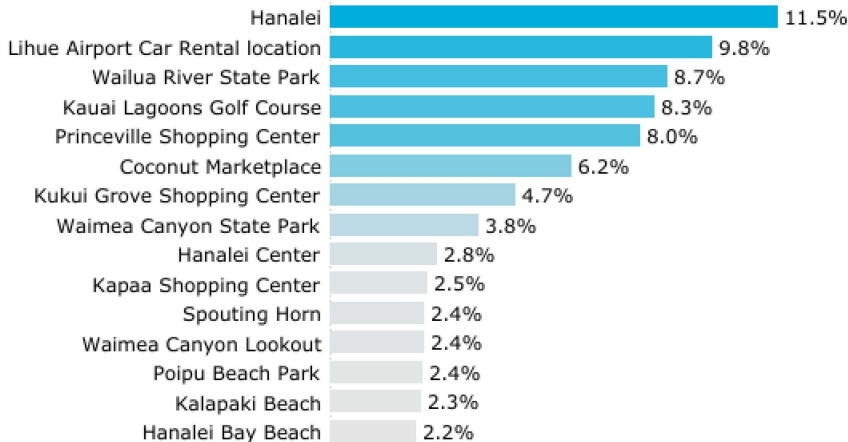 Hanalei 11.5%
Lihue Airport Car Rental location 9.8%
Wailua River State Park 8.7%
Kauai Lagoons Golf Course 8.3%
Princeville Shopping Center 8.0%
Coconut Marketplace 6.2%
Kukui Grove Shopping Center 4.7%
Waimea Canyon State Park 3.8%
Hanalei Center 2.8%
Kapaa Shopping Center 2.5%
Spouting Horn 2.4%
Waimea Canyon Lookout 2.4%
Poipu Beach Park 2.4%
Kalapaki Beach 2.3%
Hanalei Bay Beach 2.2%